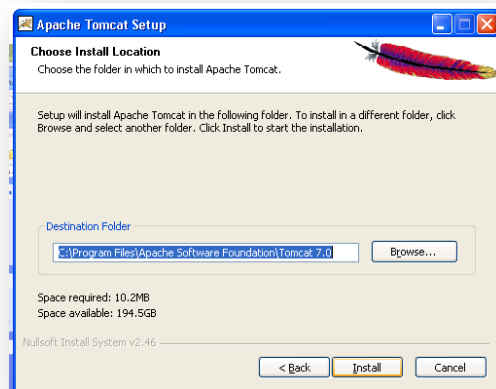 Apache Tomcat Setup
Choose Install Location
Choose the folder in which to install Apache Tomcat.
Setup will install Apache Tomcat in the following folder. To install in a different folder, click
Browse and select another folder. Click Install to start the installation.
Destination Folder
C:\Program Files\Apache Software Foundation\Tomcat 7.0
Browse...
Space required: 10.2MB
Space available: 194.5GB
Nullsoft Install System v2.46
< Back
Install
Cancel